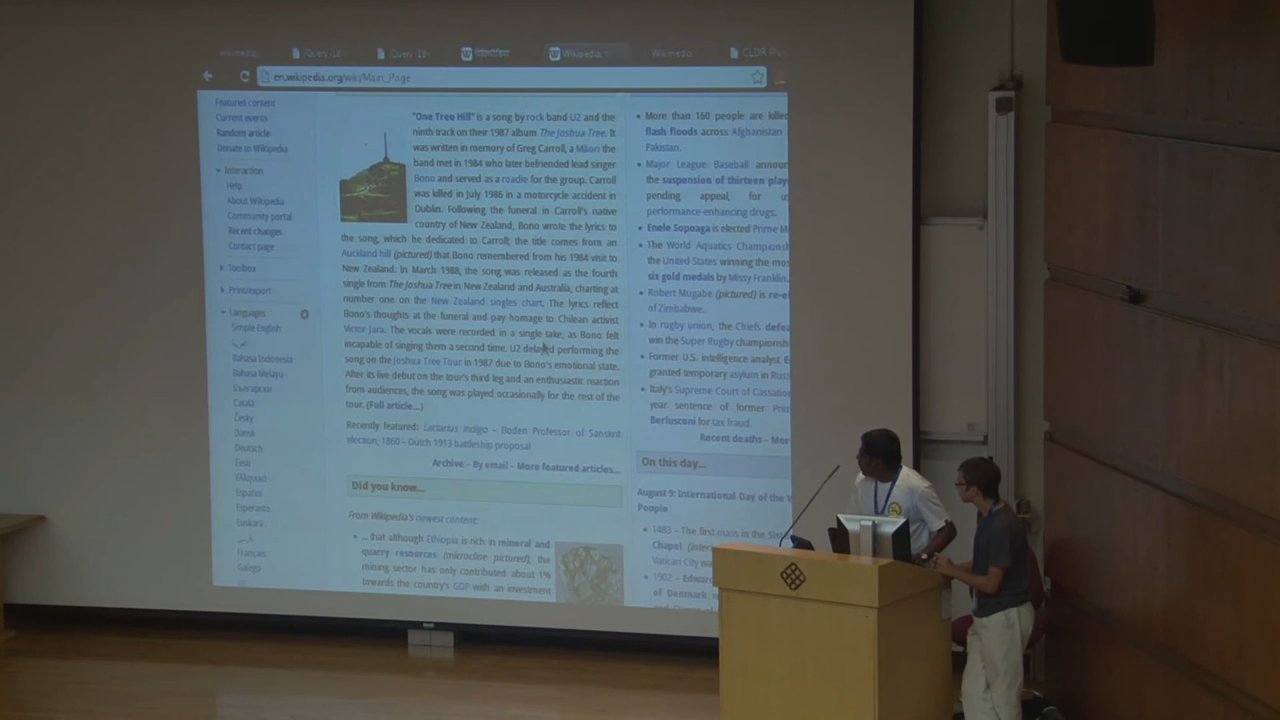 jQuery (18
jQuery -18
Wikipedia
Wikimedia
CLDR
en.wikipedia.org/wiki/Main_Page
Featured content
Current events
Random article
Donate to Wikipedia
Interaction
Help
About Wikipedia
Community portal
Recent changes
Contact page
Toolbox
Print/export
Languages
Simple English
العربية
Bahasa Indonesia
Bahasa Melayu
Български
Català
Česky
Dansk
Deutsch
Eesti
Ελληνικά
Español
Esperanto
Euskara
فارسی
Français
Galego
"One Tree Hill" is a song by rock band U2 and the
ninth track on their 1987 album The Joshua Tree. It
was written in memory of Greg Carroll, a Māori the
band met in 1984 who later befriended lead singer
Bono and served as a roadie for the group. Carroll
was killed in July 1986 in a motorcycle accident in
Dublin. Following the funeral in Carroll's native
country of New Zealand, Bono wrote the lyrics to
the song, which he dedicated to Carroll; the title comes from an
Auckland hill (pictured) that Bono remembered from his 1984 visit to
New Zealand. In March 1988, the song was released as the fourth
single from The Joshua Tree in New Zealand and Australia, charting at
number one on the New Zealand singles chart. The lyrics reflect
Bono's thoughts at the funeral and pay homage to Chilean activist
Victor Jara. The vocals were recorded in a single take, as Bono felt
incapable of singing them a second time. U2 delayed performing the
song on the Joshua Tree Tour in 1987 due to Bono's emotional state.
After its live debut on the tour's third leg and an enthusiastic reaction
from audiences, the song was played occasionally for the rest of the
tour. (Full article...)
Recently featured: Lactarius indigo – Boden Professor of Sanskrit
election, 1860 – Dutch 1913 battleship proposal
Archive – By email – More featured articles...
Did you know...
From Wikipedia's newest content:
... that although Ethiopia is rich in mineral and
quarry resources (microcline pictured), the
mining sector has only contributed about 1%
towards the country's GDP with an investment
More than 160 people are killed
flash floods across Afghanistan
Pakistan.
Major League Baseball announ
the suspension of thirteen play
pending appeal, for us
performance-enhancing drugs.
Enele Sopoaga is elected Prime M
The World Aquatics Championsh
the United States winning the mos
six gold medals by Missy Franklin.
Robert Mugabe (pictured) is re-el
of Zimbabwe.
In rugby union, the Chiefs defea
win the Super Rugby championsh
Former U.S. intelligence analyst E
granted temporary asylum in Russ
Italy's Supreme Court of Cassatio
year sentence of former Prim
Berlusconi for tax fraud.
Recent deaths – Mor
On this day...
August 9: International Day of the W
People
1483 – The first mass in the Sist
Chapel (interi
Vatican City wa
1902 – Edward
of Denmark w